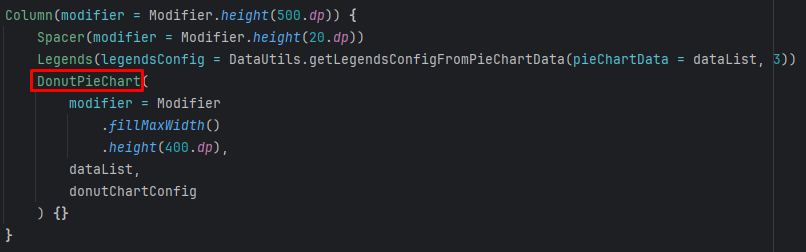 Column(modifier = Modifier.height(500.dp)) {
Spacer(modifier = Modifier.height(20.dp))
Legends(legendsConfig = DataUtils.getLegendsConfigFromPieChartData(pieChartData = dataList, 3))
DonutPieChart(
modifier = Modifier
.fillMaxWidth()
.height(400.dp),
dataList,
donutChartConfig
) {}
}